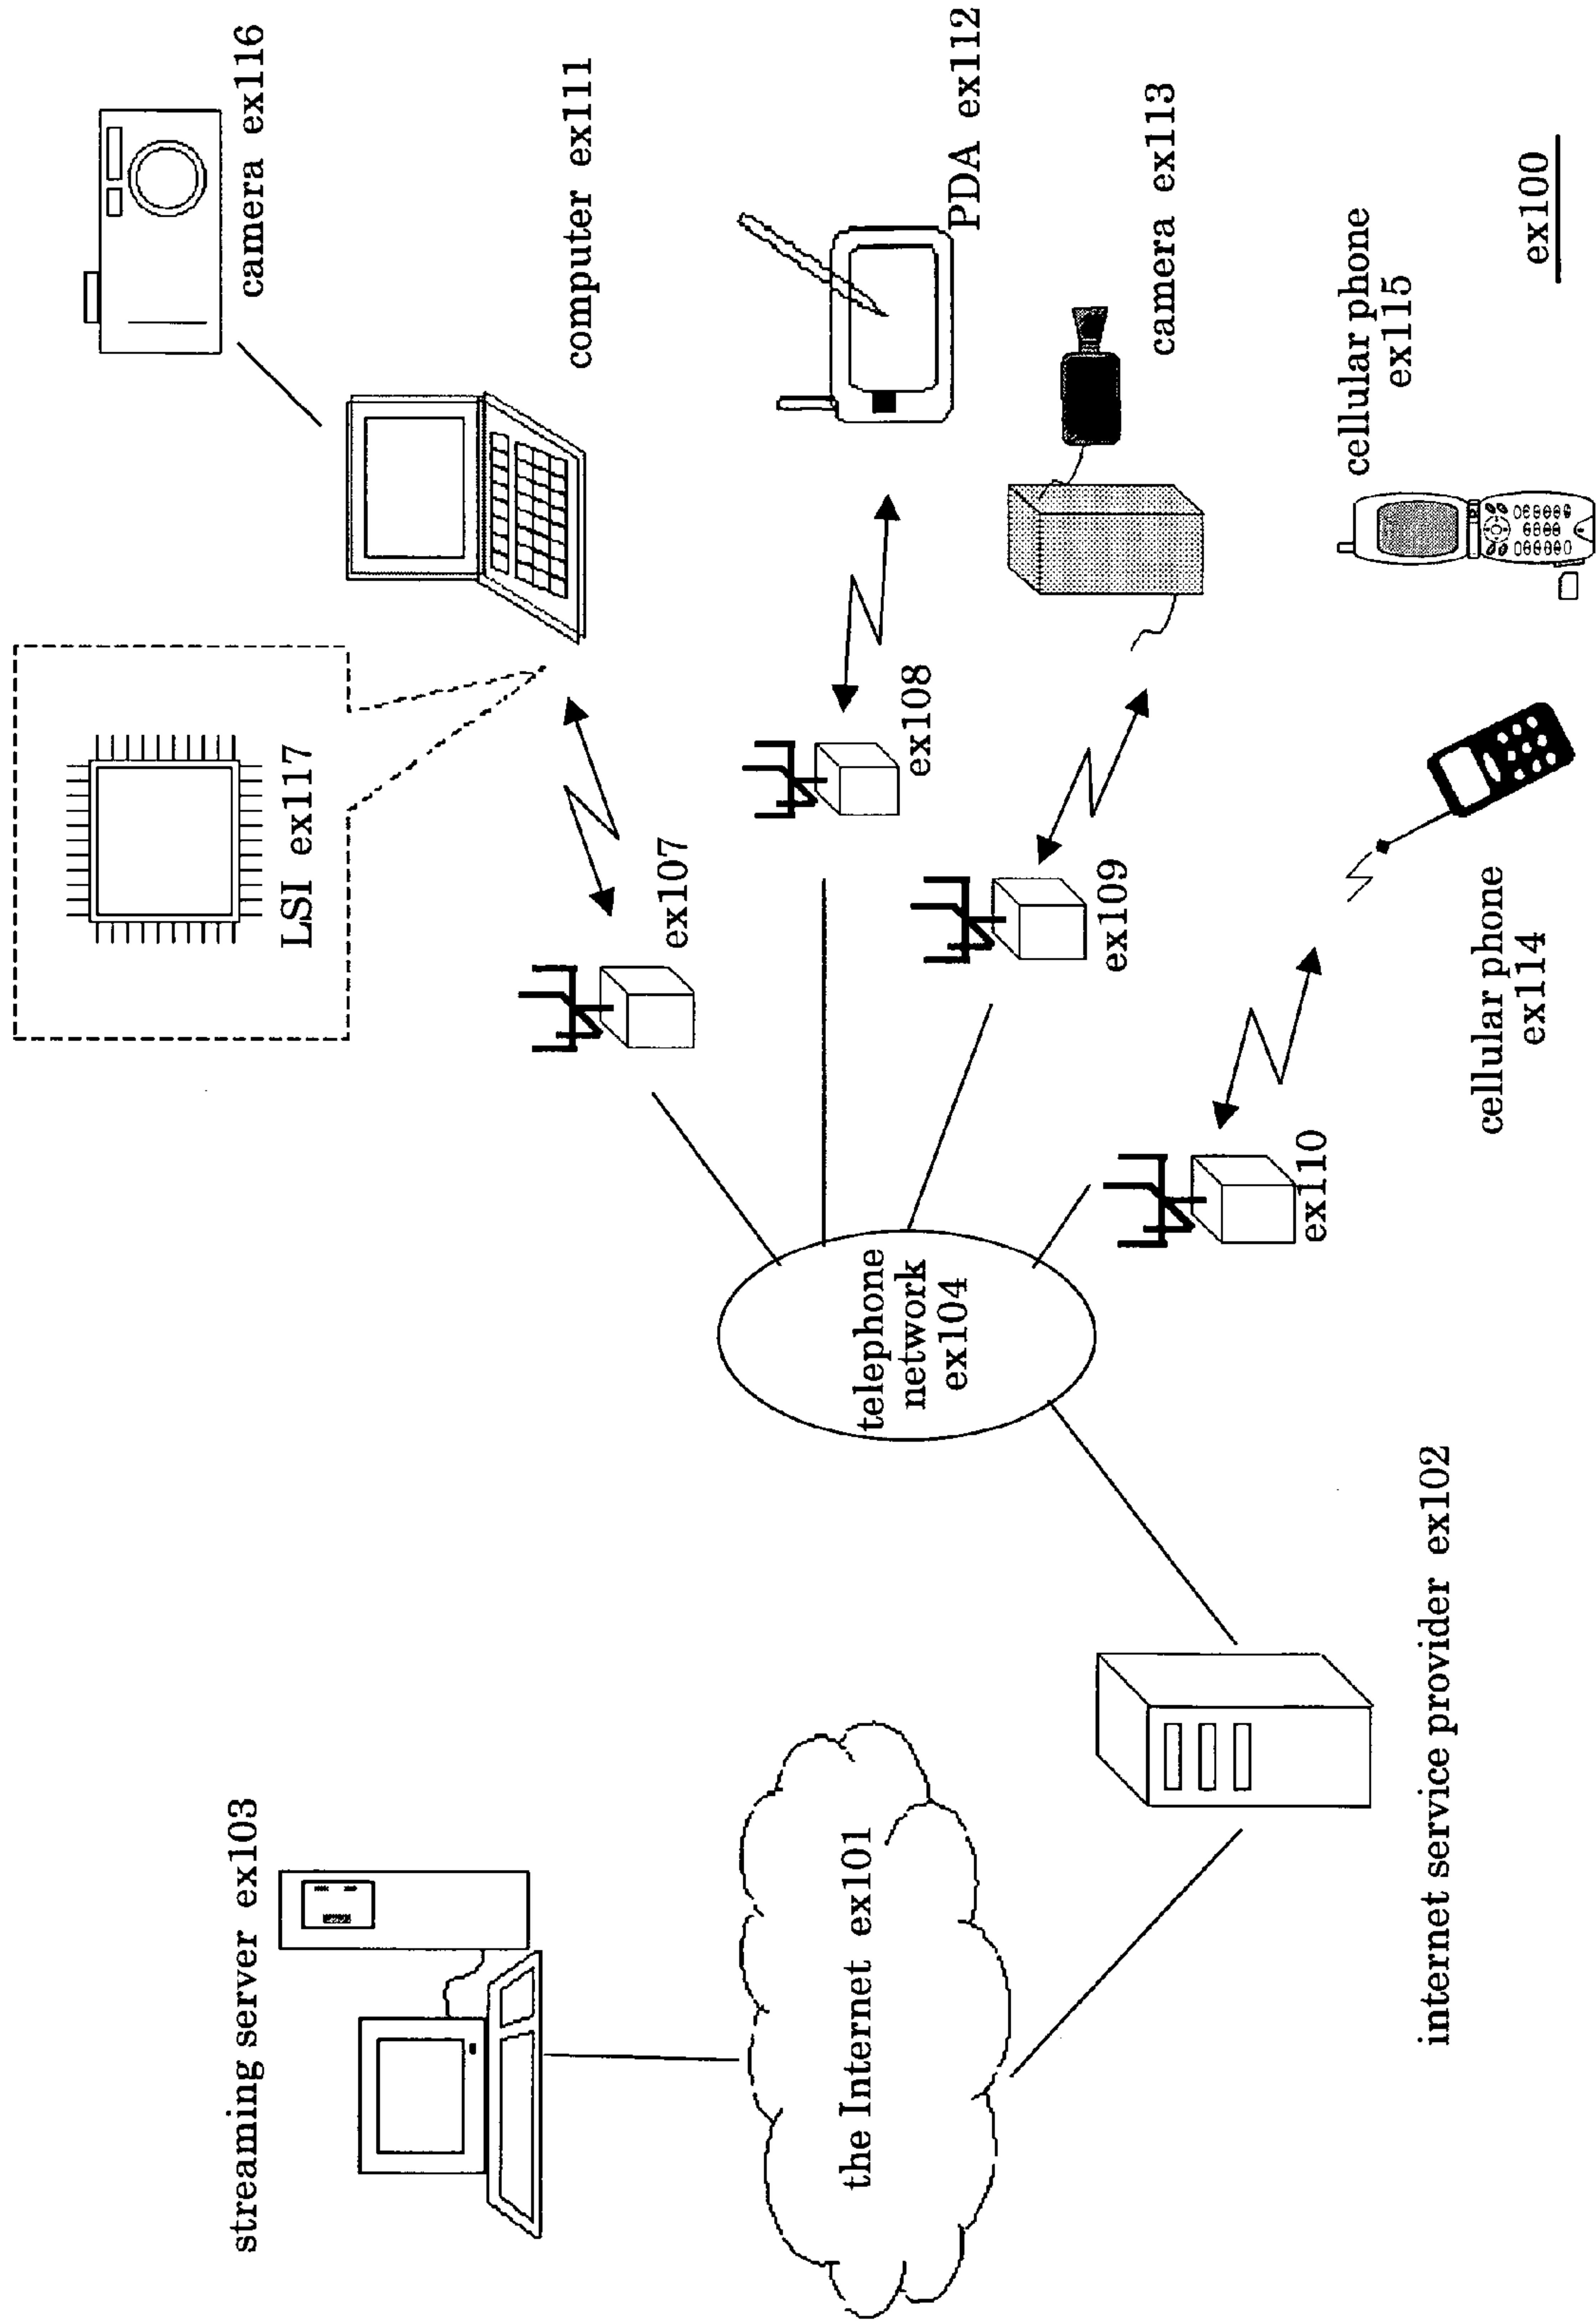 streaming server ex103
the Internet ex101
internet service provider ex102
telephone
network
ex104
LSI ex117
ex107
ex108
ex109
ex110
camera ex116
computer ex111
PDA ex112
camera ex113
cellular phone
ex114
cellular phone
ex115
ex100